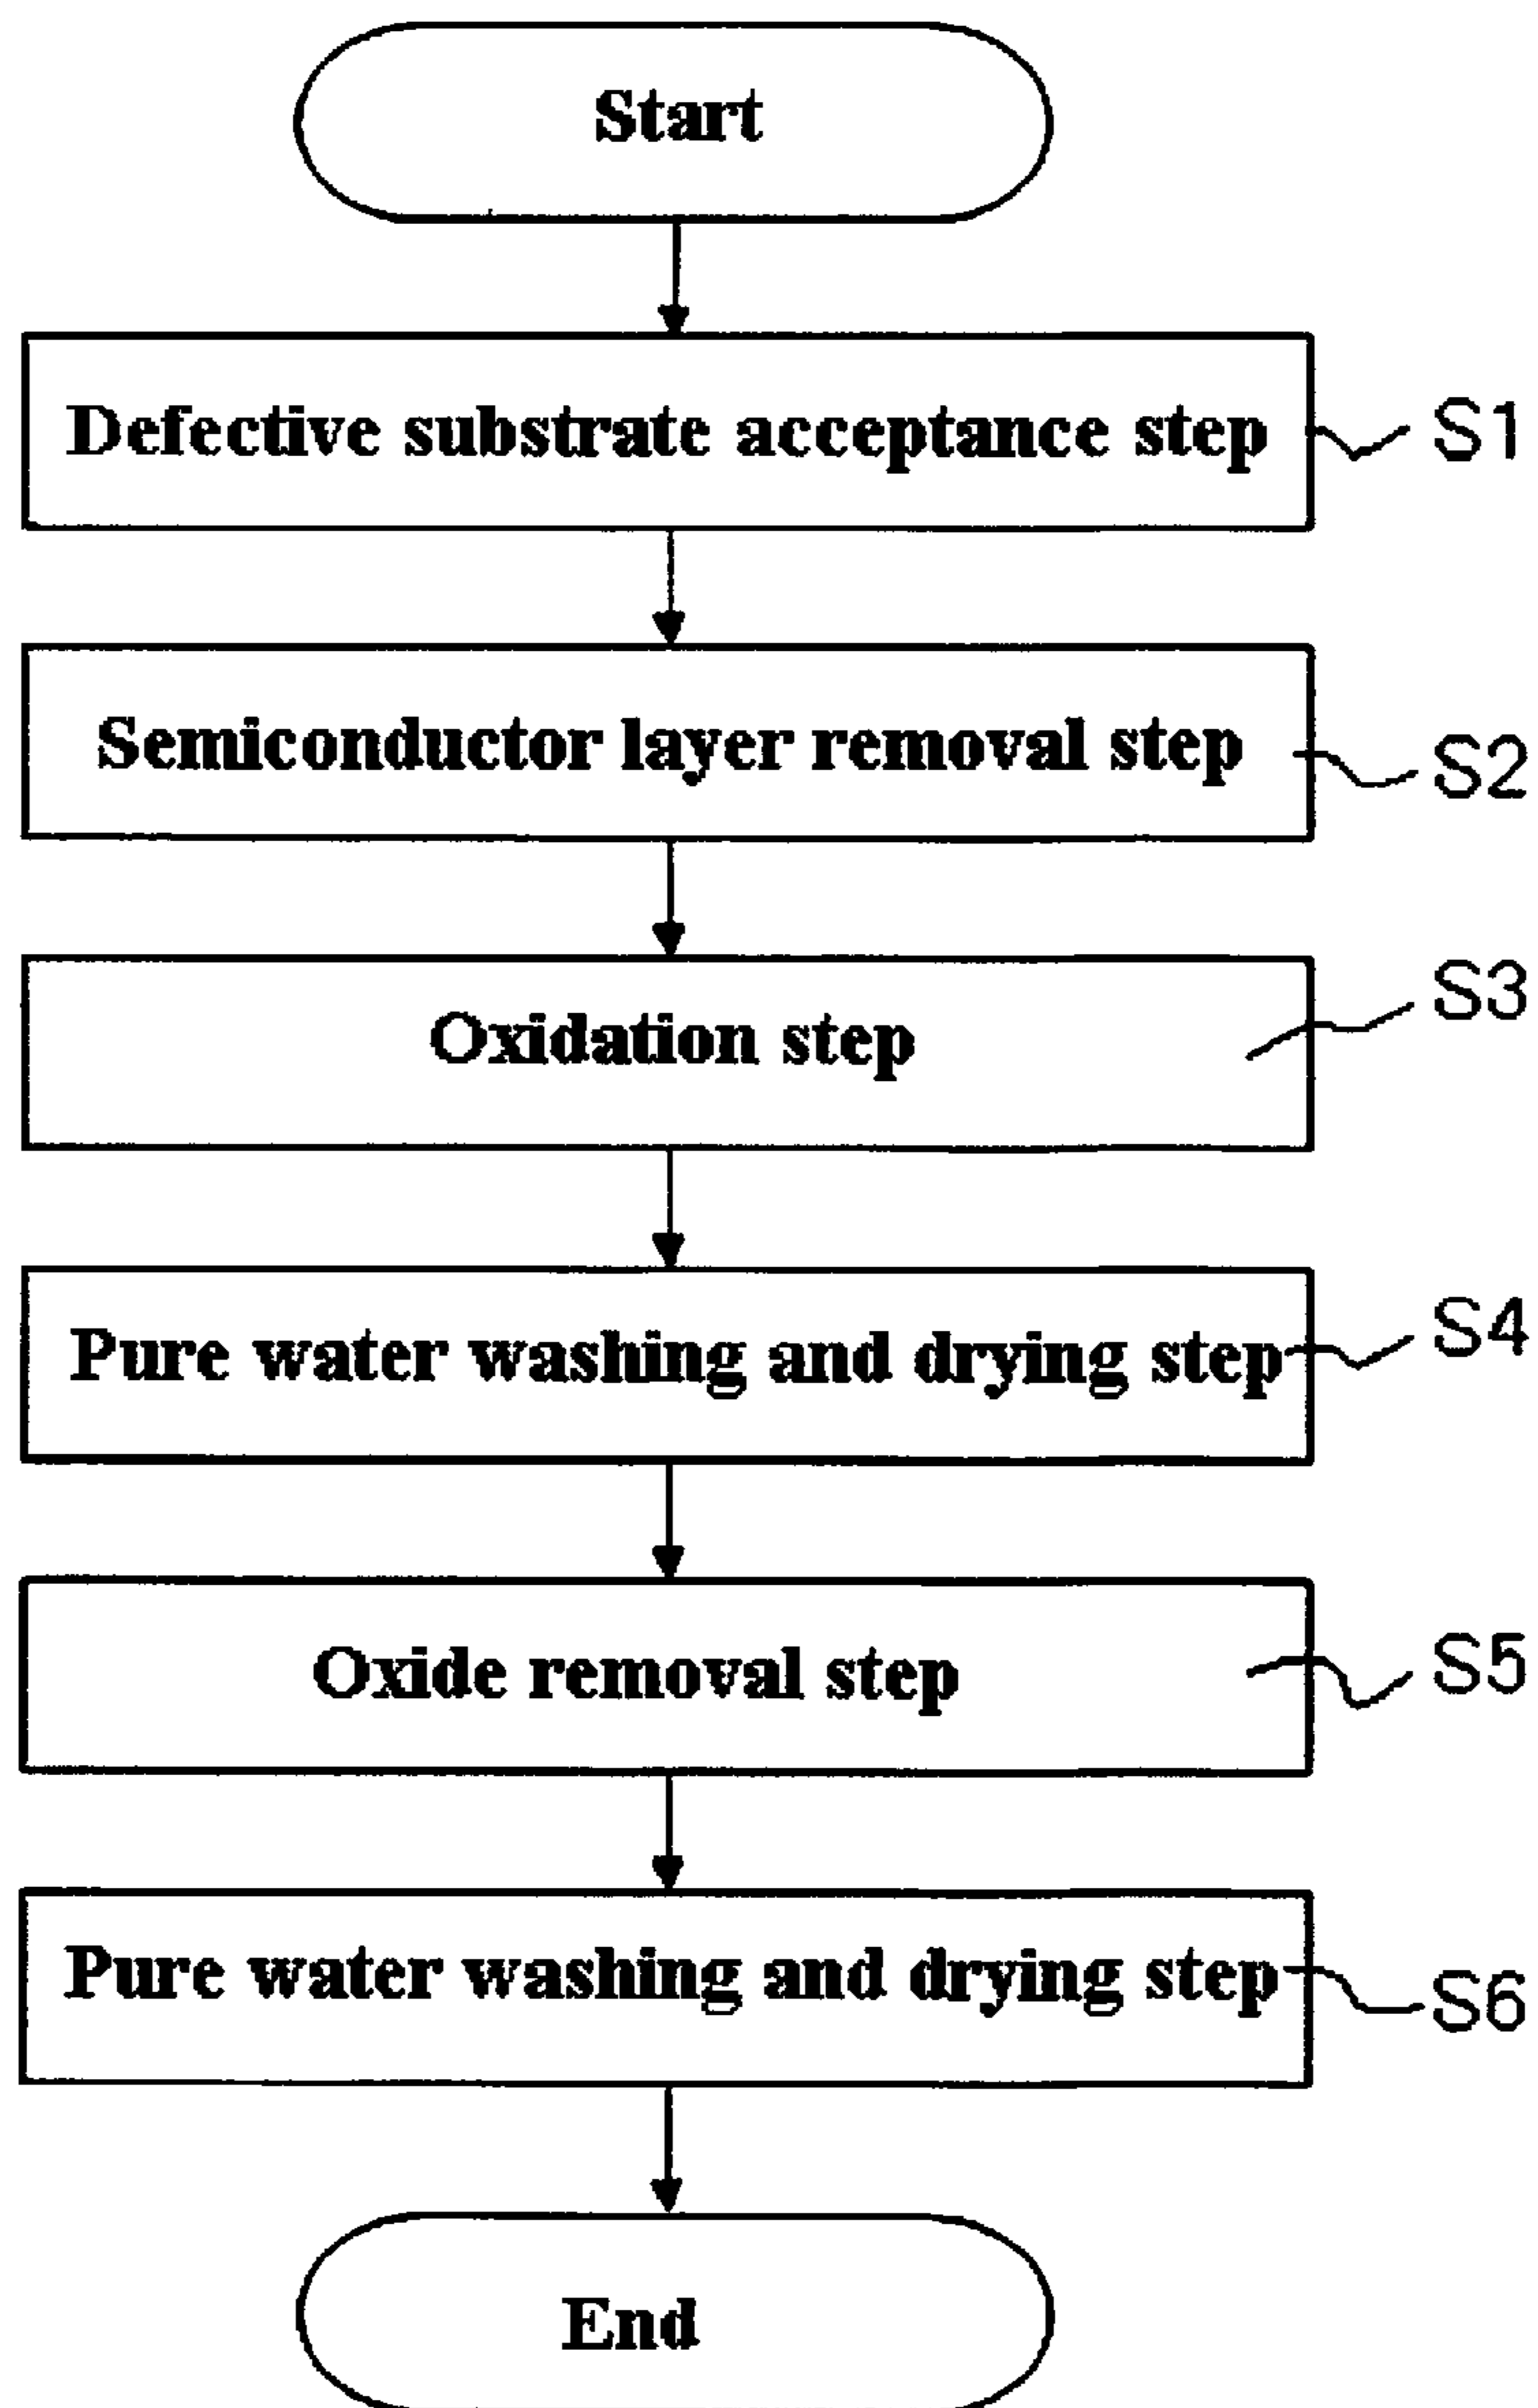 Start
Defective substrate acceptance step
S1
Semiconductor layer removal step
S2
Oxidation step
S3
Pure water washing and drying step
S4
Oxide removal step
S5
Pure water washing and drying step
S6
End